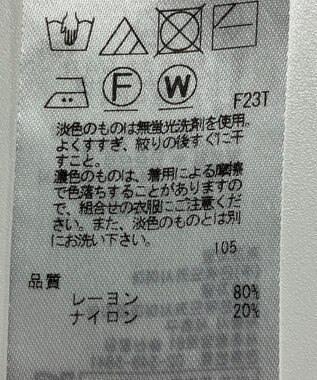 F W
F23T
淡色のものは無蛍光洗剤を使用。
よくすすぎ、絞りの後すぐに干
すこと。
濃色のものは、着用による摩擦
で色落ちすることがありますの
で、組合せの衣服にご注意くだ
さい。また、淡色のものとは別
にお洗い下さい。
105
品質
レーヨン 80%
ナイロン 20%